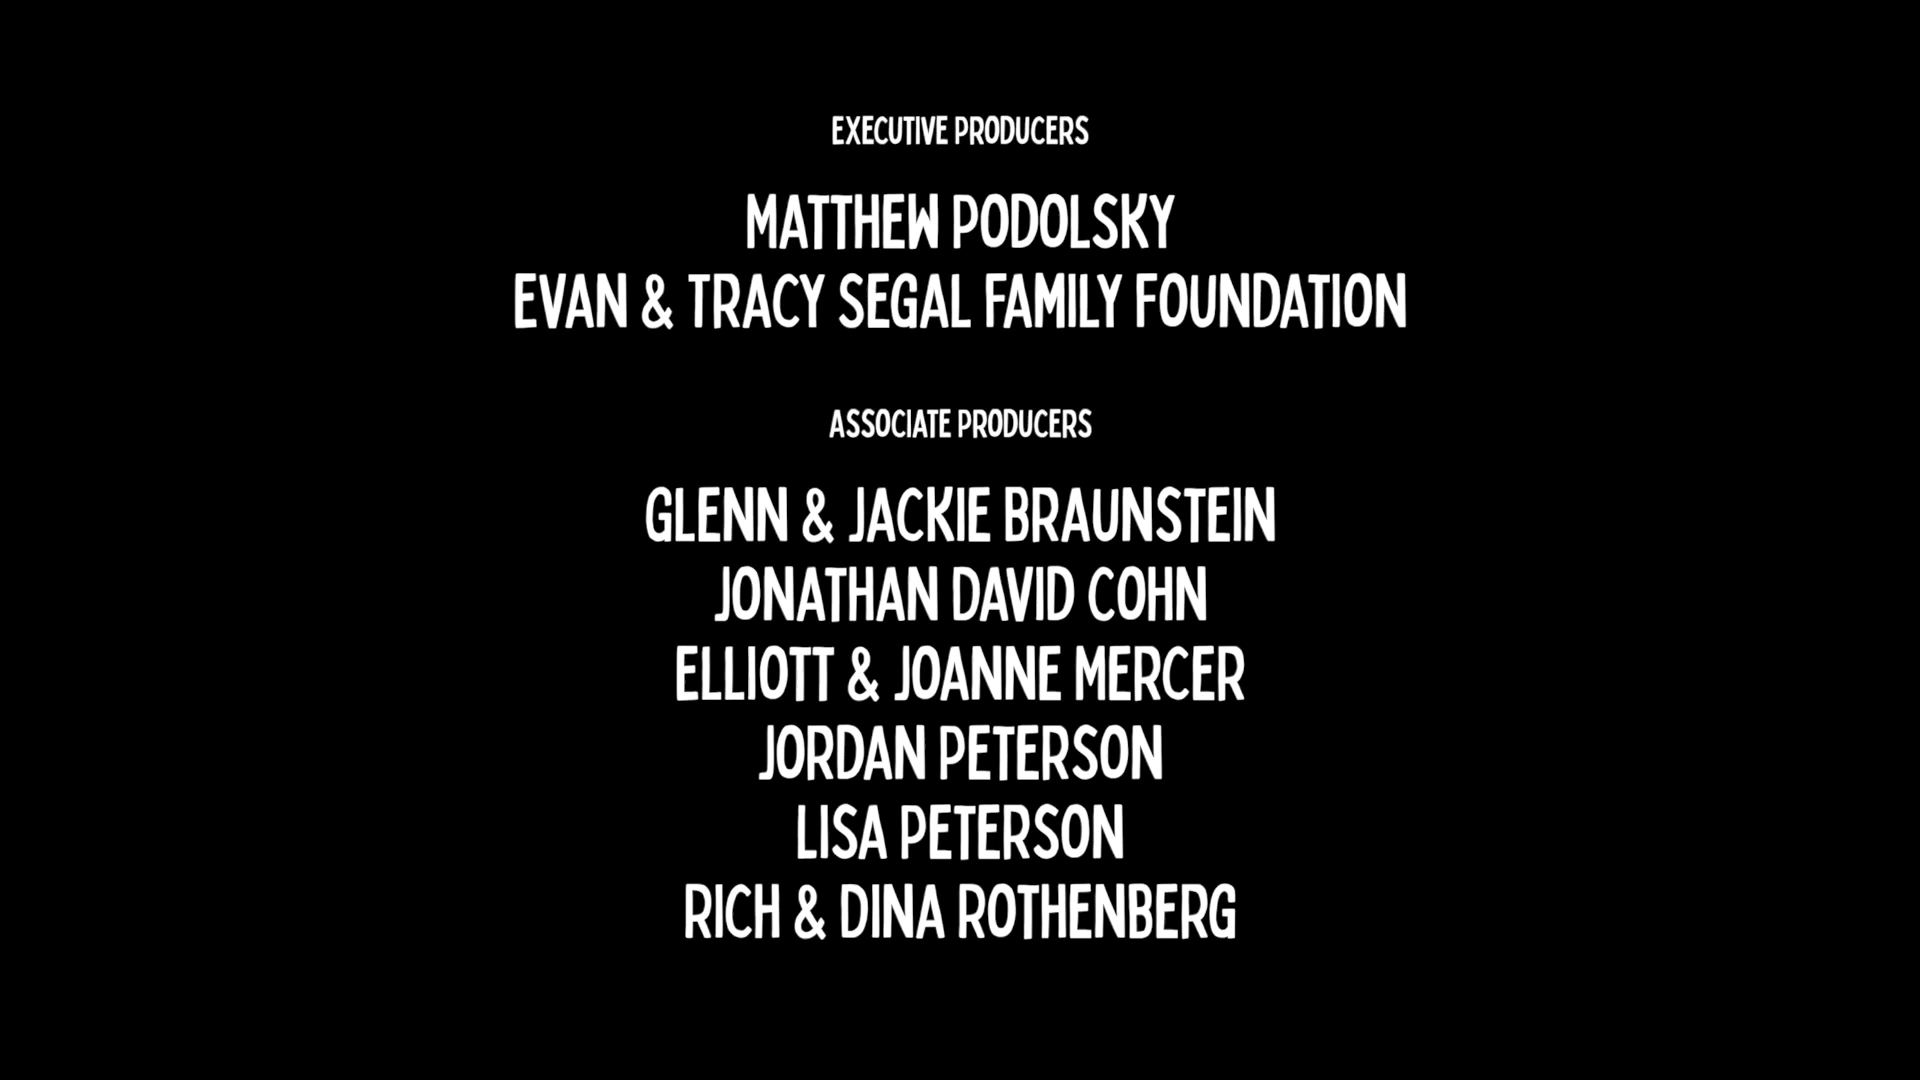 EXECUTIVE PRODUCERS
MATTHEW PODOLSKY
EVAN & TRACY SEGAL FAMILY FOUNDATION
ASSOCIATE PRODUCERS
GLENN & JACKIE BRAUNSTEIN
JONATHAN DAVID COHN
ELLIOTT & JOANNE MERCER
JORDAN PETERSON
LISA PETERSON
RICH & DINA ROTHENBERG